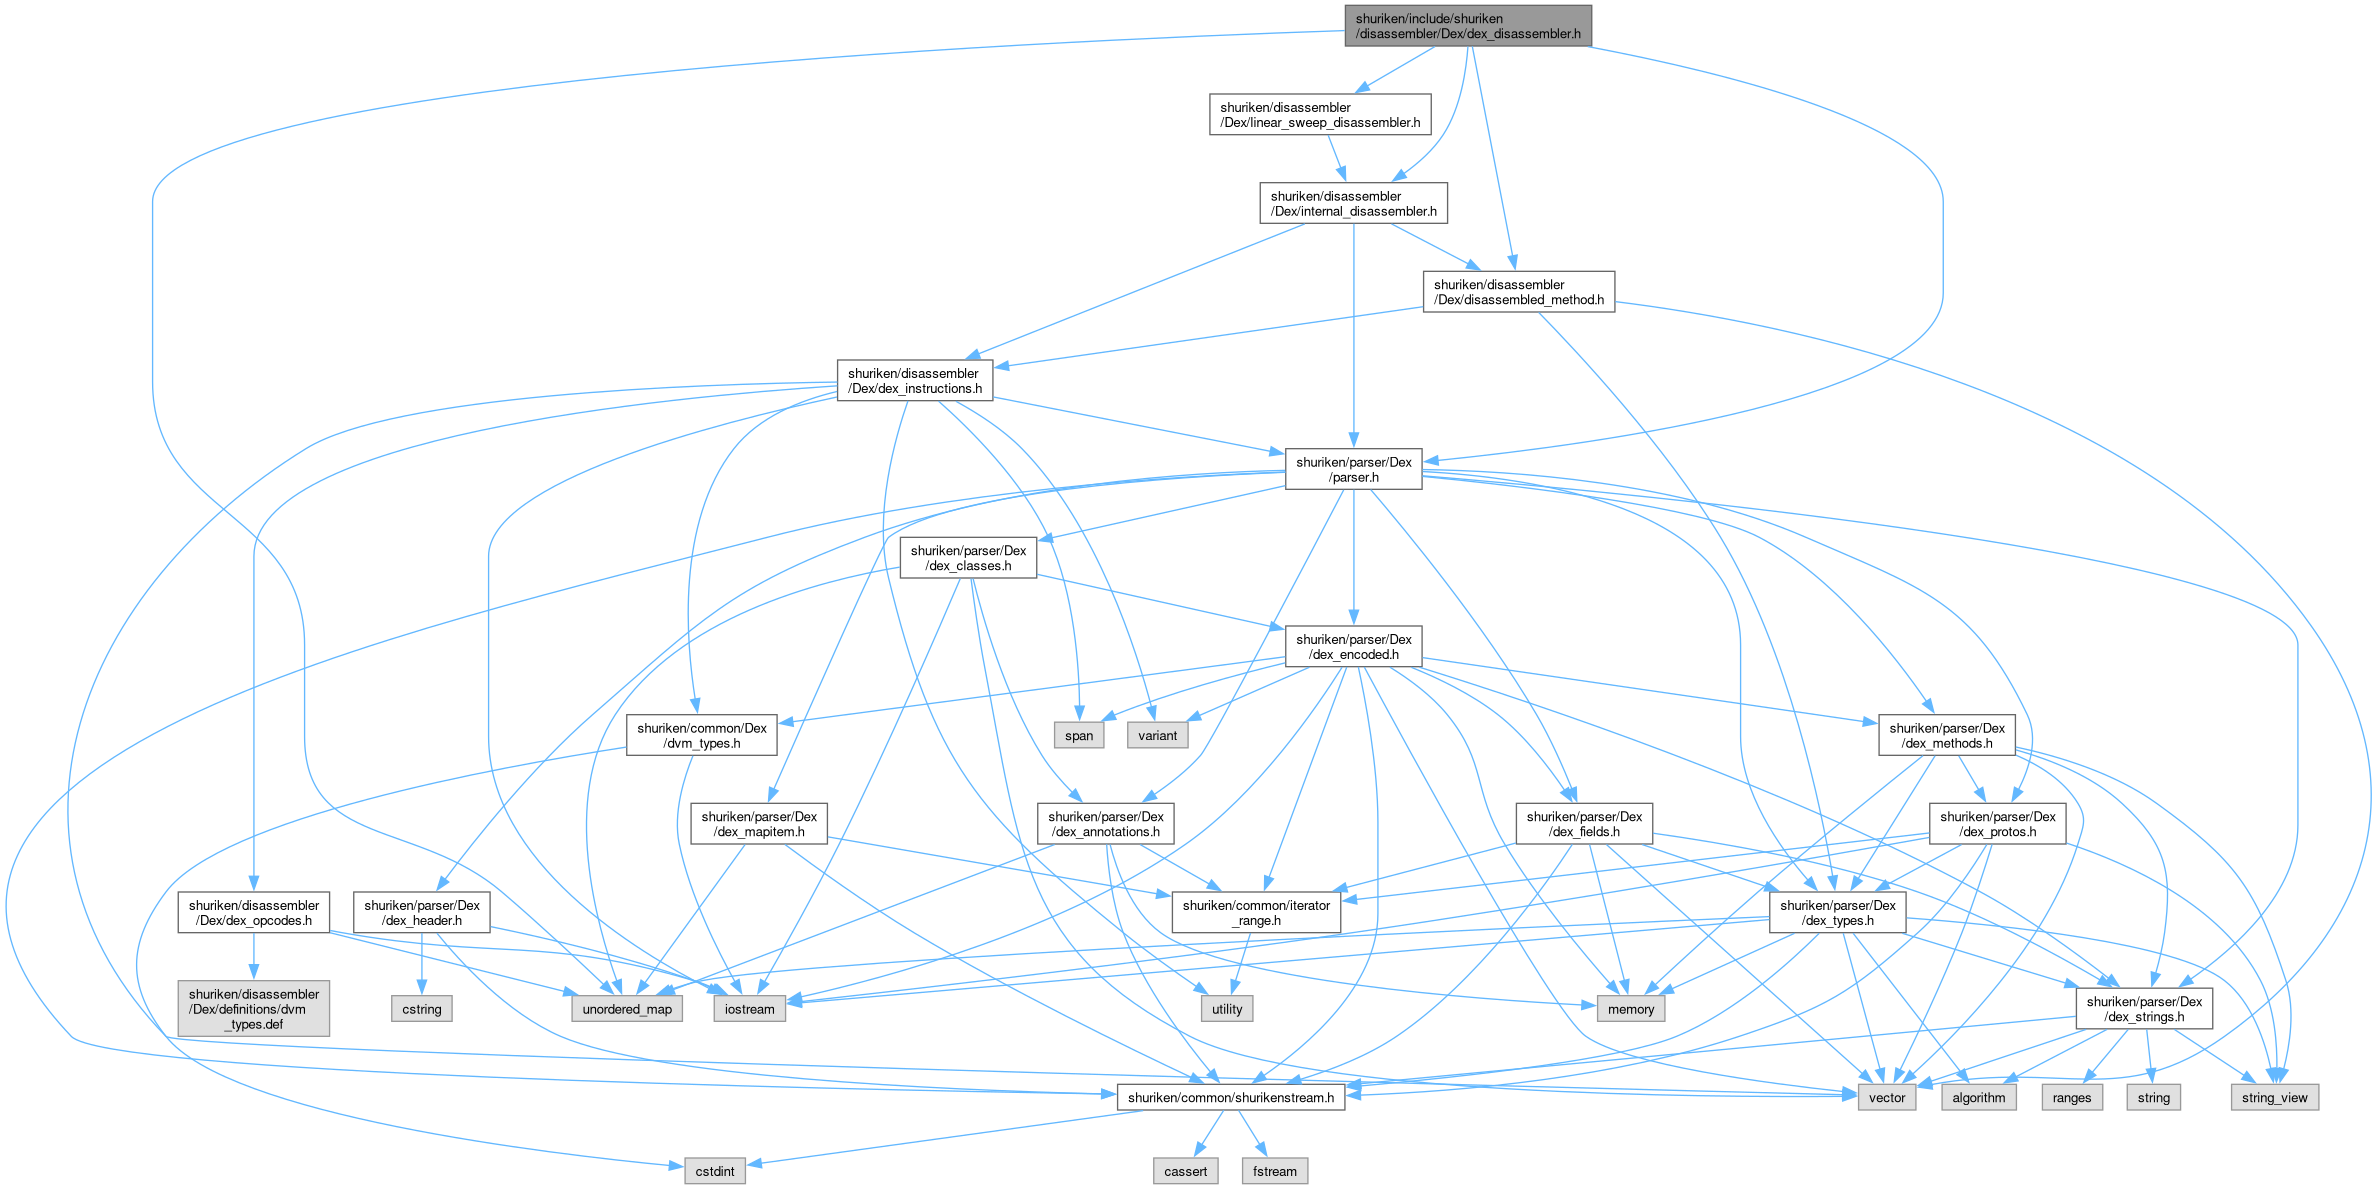 shuriken/include/shuriken
/disassembler/Dex/dex_disassembler.h
shuriken/disassembler
/Dex/linear_sweep_disassembler.h
shuriken/disassembler
/Dex/internal_disassembler.h
shuriken/disassembler
/Dex/disassembled_method.h
shuriken/disassembler
/Dex/dex_instructions.h
shuriken/parser/Dex
/parser.h
shuriken/parser/Dex
/dex_classes.h
shuriken/parser/Dex
/dex_encoded.h
shuriken/common/Dex
/dvm_types.h
span
variant
shuriken/parser/Dex
/dex_methods.h
shuriken/parser/Dex
/dex_mapitem.h
shuriken/parser/Dex
/dex_annotations.h
shuriken/parser/Dex
/dex_fields.h
shuriken/parser/Dex
/dex_protos.h
shuriken/disassembler
/Dex/dex_opcodes.h
shuriken/parser/Dex
/dex_header.h
shuriken/common/iterator
_range.h
shuriken/parser/Dex
/dex_types.h
shuriken/disassembler
/Dex/definitions/dvm
_types.def
cstring
unordered_map
iostream
utility
memory
shuriken/parser/Dex
/dex_strings.h
shuriken/common/shurikenstream.h
vector
algorithm
ranges
string
string_view
cstdint
cassert
fstream